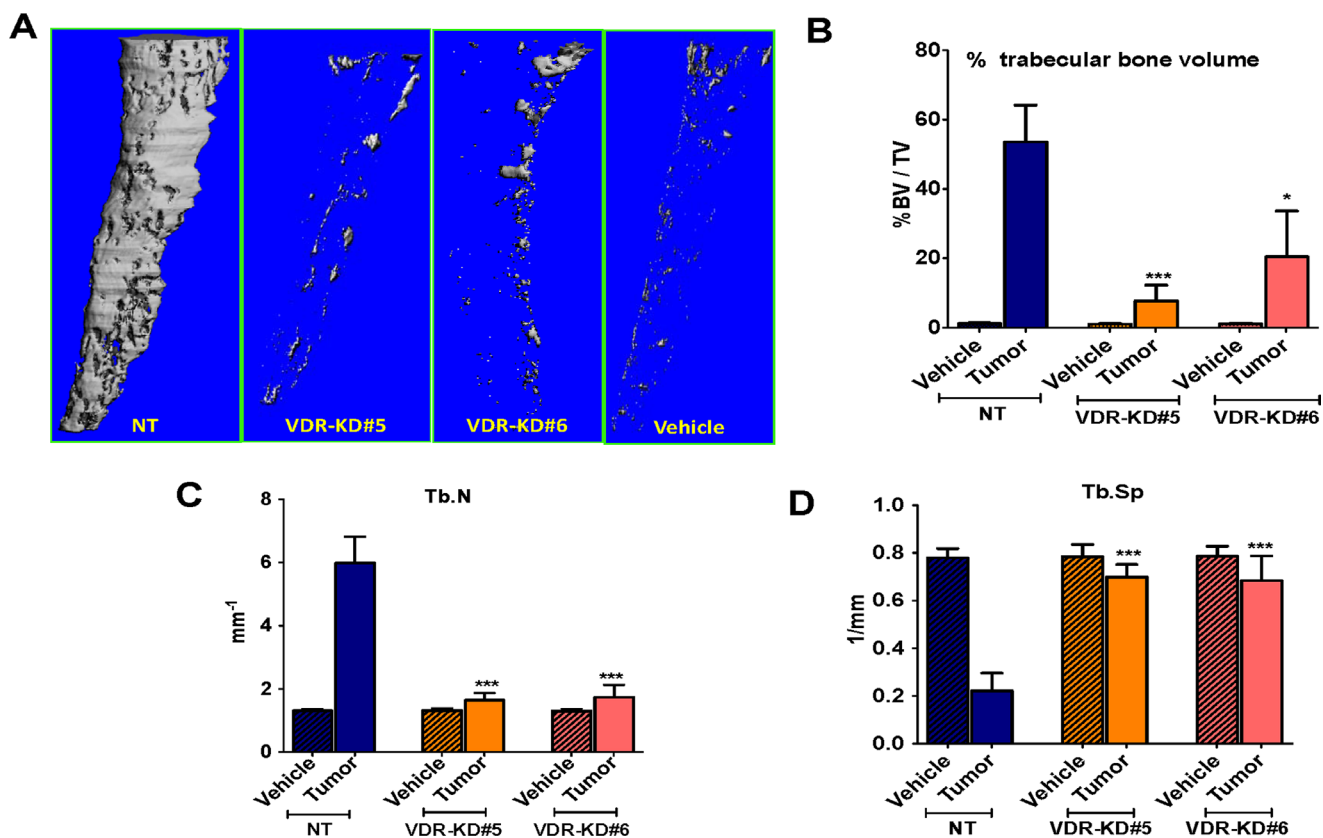 A
NT
VDR-KD#5
VDR-KD#6
Vehicle
B
% trabecular bone volume
% BV / TV
80
60
40
20
0
***
*
Vehicle
Tumor
Vehicle
Tumor
Vehicle
Tumor
NT
VDR-KD#5
VDR-KD#6
C
Tb.N
mm-1
8
6
4
2
0
***
***
Vehicle
Tumor
Vehicle
Tumor
Vehicle
Tumor
NT
VDR-KD#5
VDR-KD#6
D
Tb.Sp
1/mm
1.0
0.8
0.6
0.4
0.2
0.0
***
***
Vehicle
Tumor
Vehicle
Tumor
Vehicle
Tumor
NT
VDR-KD#5
VDR-KD#6